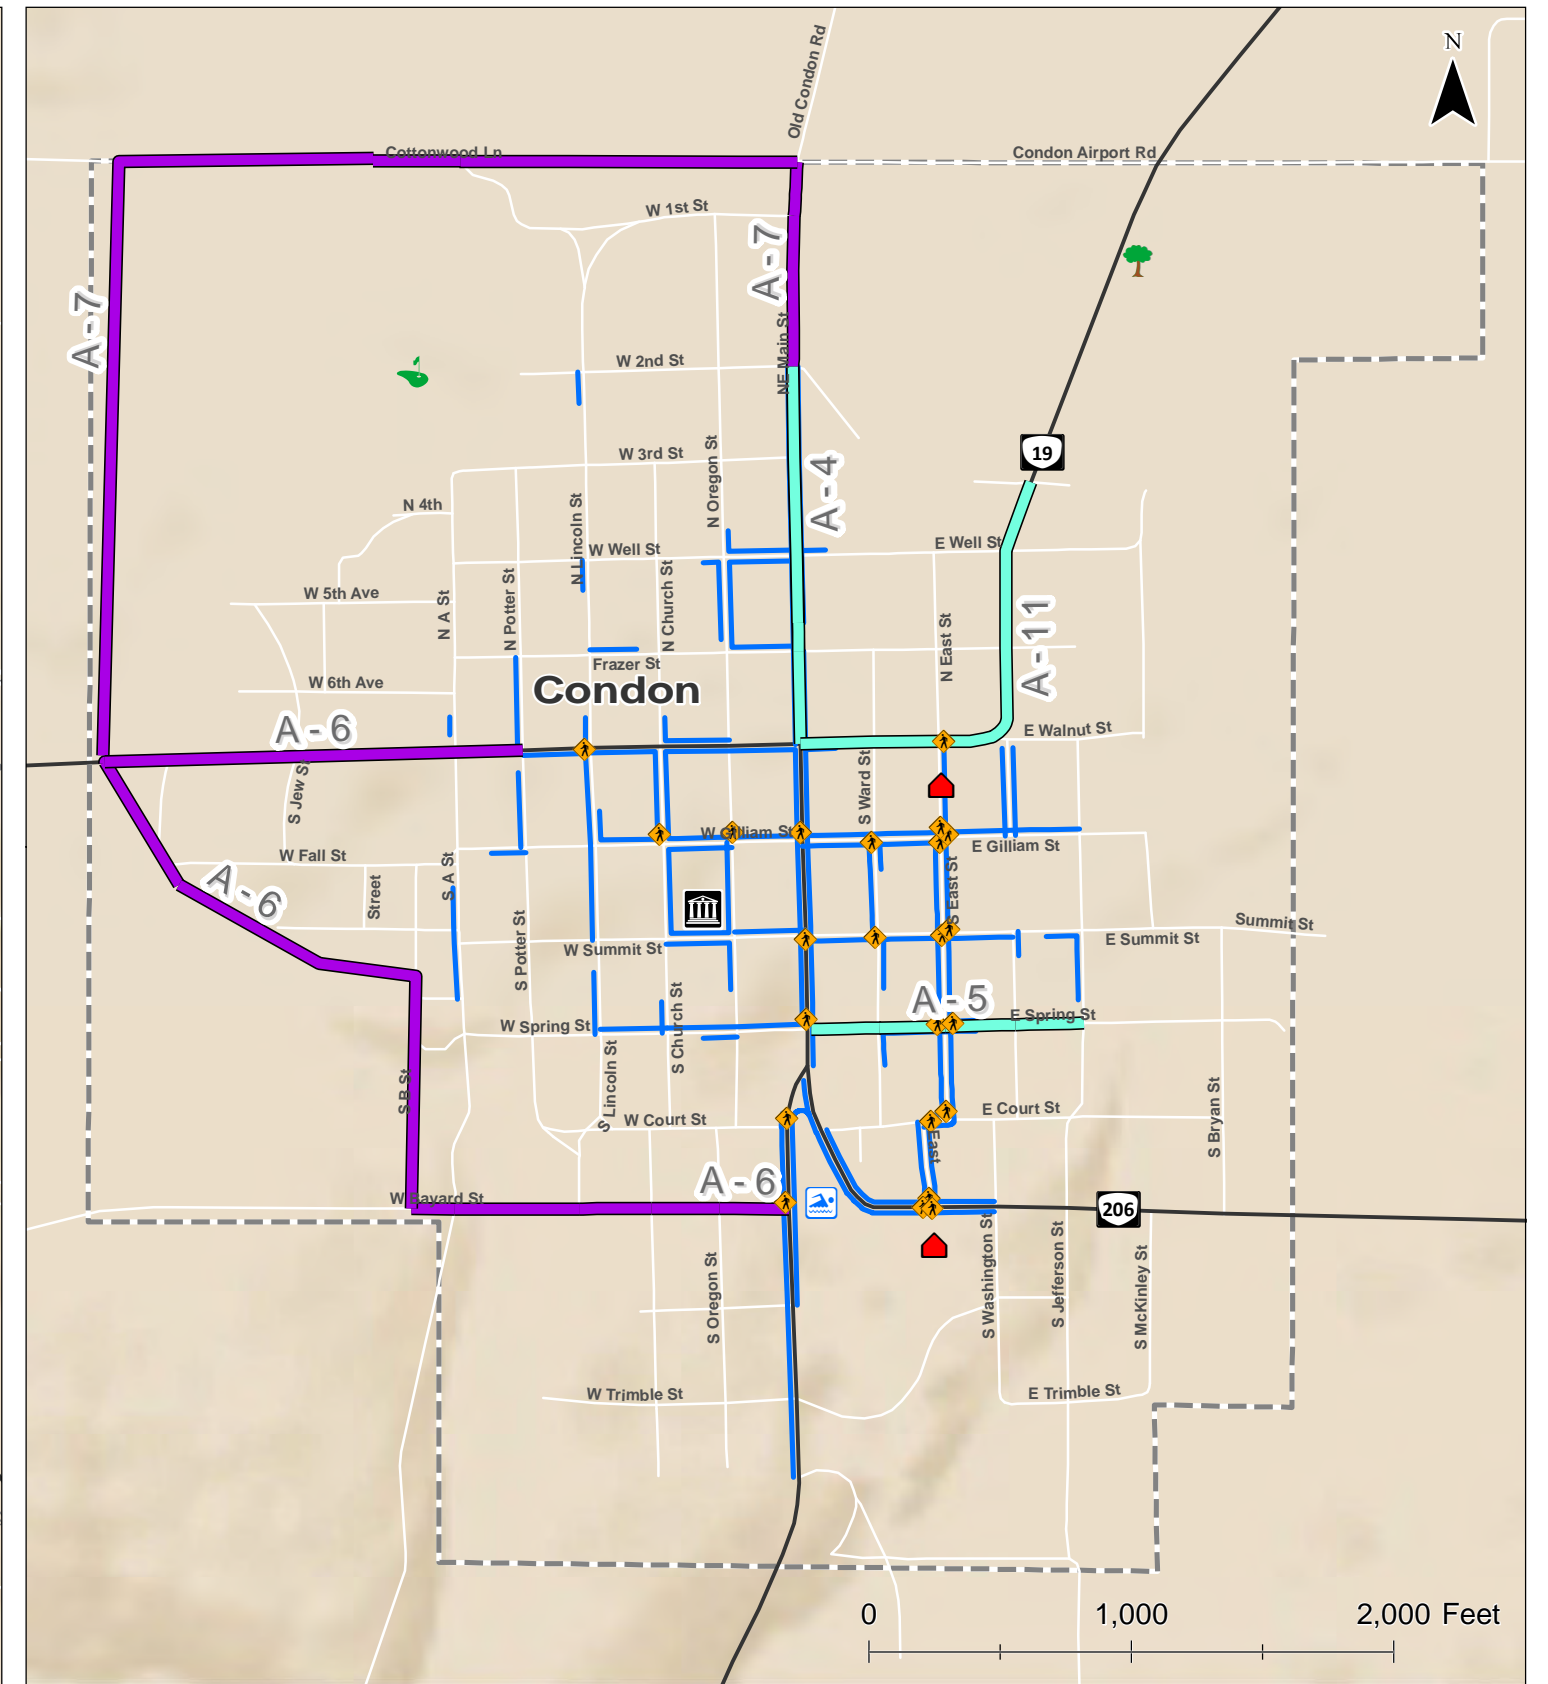 N
Old Condon Rd
Cottonwood Ln
Condon Airport Rd
W 1st St
A - 7
A - 7
NE Main St
W 2nd St
19
W 3rd St
N Oregon St
A - 4
N 4th
N Lincoln St
W Well St
E Well St
W 5th Ave
N A St
N Potter St
N Church St
N East St
A - 11
Frazer St
W 6th Ave
Condon
A - 6
E Walnut St
S Jew St
S Ward St
W Gilliam St
E Gilliam St
W Fall St
A - 6
Street
S A St
S East St
S Potter St
W Summit St
E Summit St
Summit St
A - 5
W Spring St
E Spring St
S Church St
S B St
S Lincoln St
W Court St
E Court St
East
S Bryan St
A - 6
W Bayard St
206
S Oregon St
S Washington St
S Jefferson St
S McKinley St
W Trimble St
E Trimble St
0 1,000 2,000 Feet